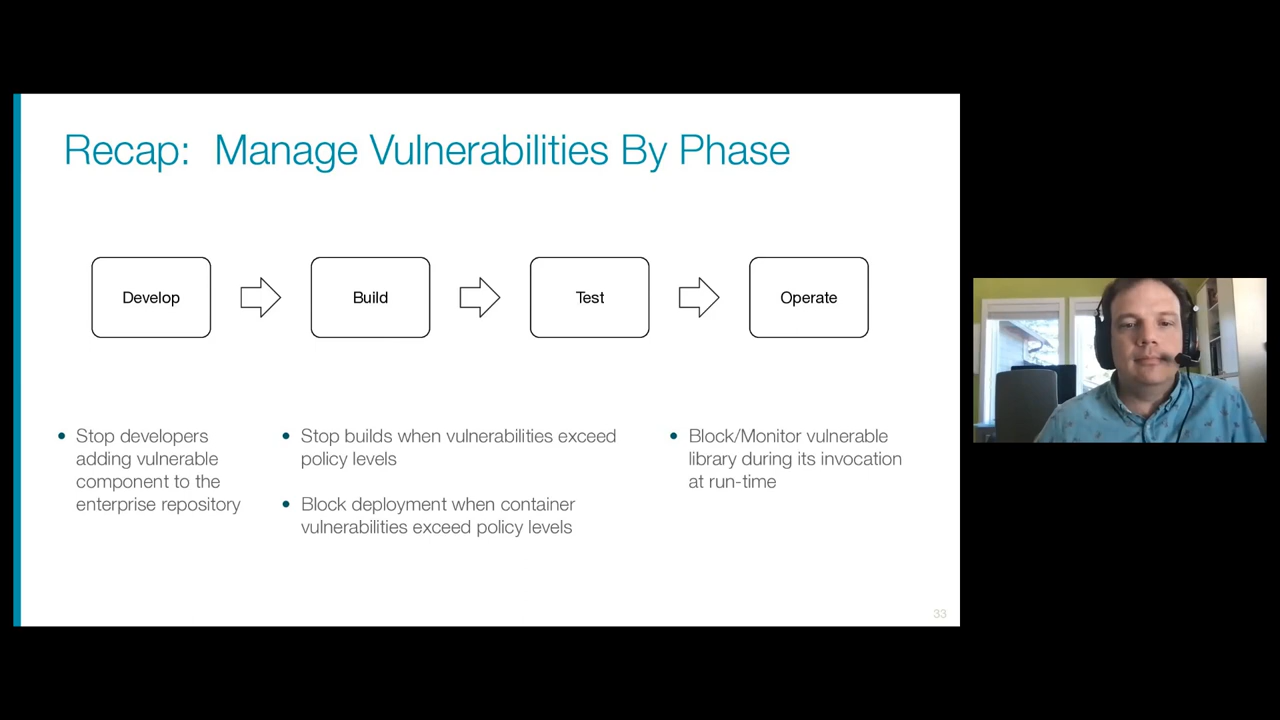 Recap: Manage Vulnerabilities By Phase
Develop
Build
Test
Operate
• Stop developers
adding vulnerable
component to the
enterprise repository
• Stop builds when vulnerabilities exceed
policy levels
• Block deployment when container
vulnerabilities exceed policy levels
• Block/Monitor vulnerable
library during its invocation
at run-time
33